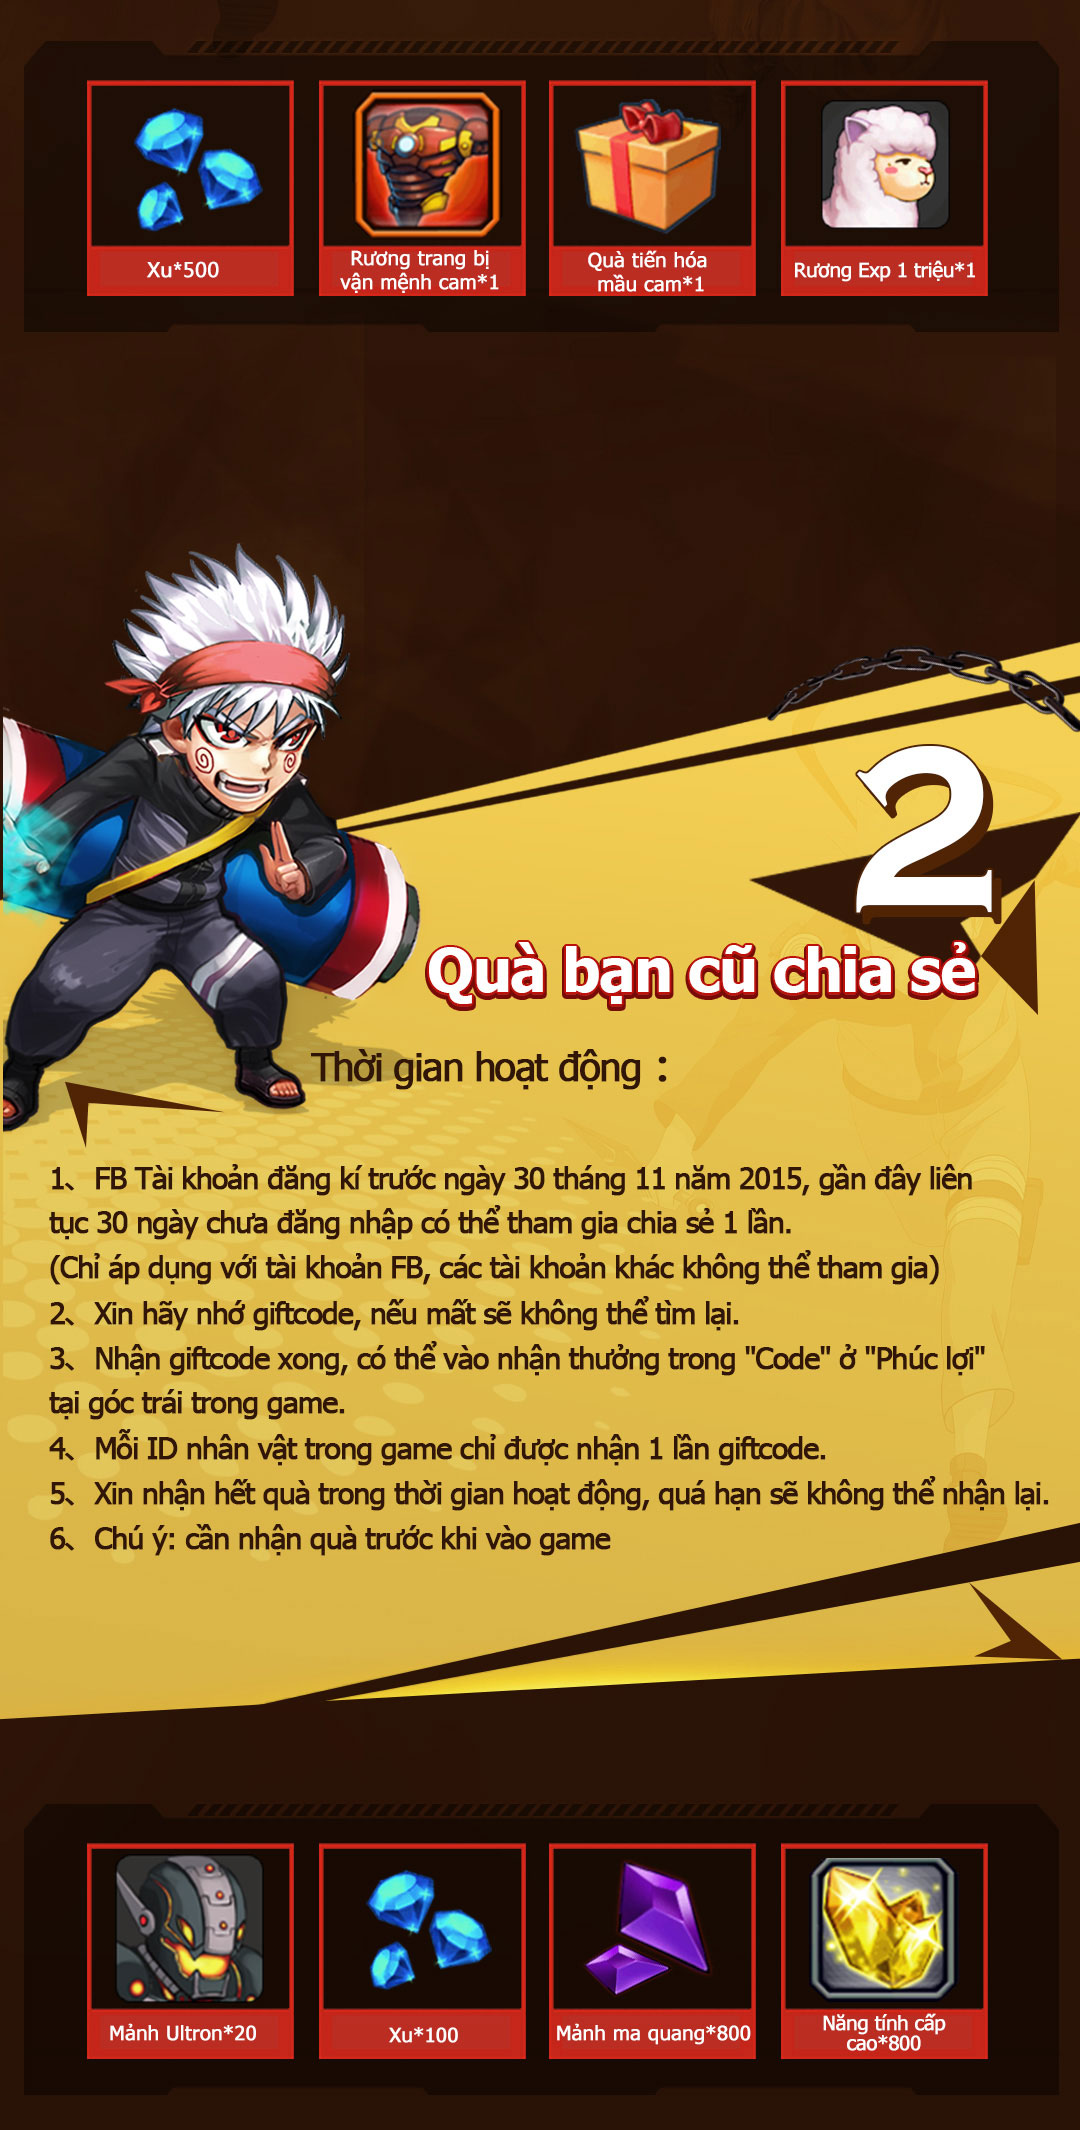 Xu*500
Rương trang bị
vận mệnh cam*1
Quà tiến hóa
mầu cam*1
Rương Exp 1 triệu*1
2
Quà bạn cũ chia sẻ
Thời gian hoạt động：
1、FB Tài khoản đăng kí trước ngày 30 tháng 11 năm 2015, gần đây liên
tục 30 ngày chưa đăng nhập có thể tham gia chia sẻ 1 lần.
(Chỉ áp dụng với tài khoản FB, các tài khoản khác không thể tham gia)
2、Xin hãy nhớ giftcode, nếu mất sẽ không thể tìm lại.
3、Nhận giftcode xong, có thể vào nhận thưởng trong "Code" ở "Phúc lợi"
tại góc trái trong game.
4、Mỗi ID nhân vật trong game chỉ được nhận 1 lần giftcode.
5、Xin nhận hết quà trong thời gian hoạt động, quá hạn sẽ không thể nhận lại.
6、Chú ý: cần nhận quà trước khi vào game
Mảnh Ultron*20
Xu*100
Mảnh ma quang*800
Năng tính cấp
cao*800